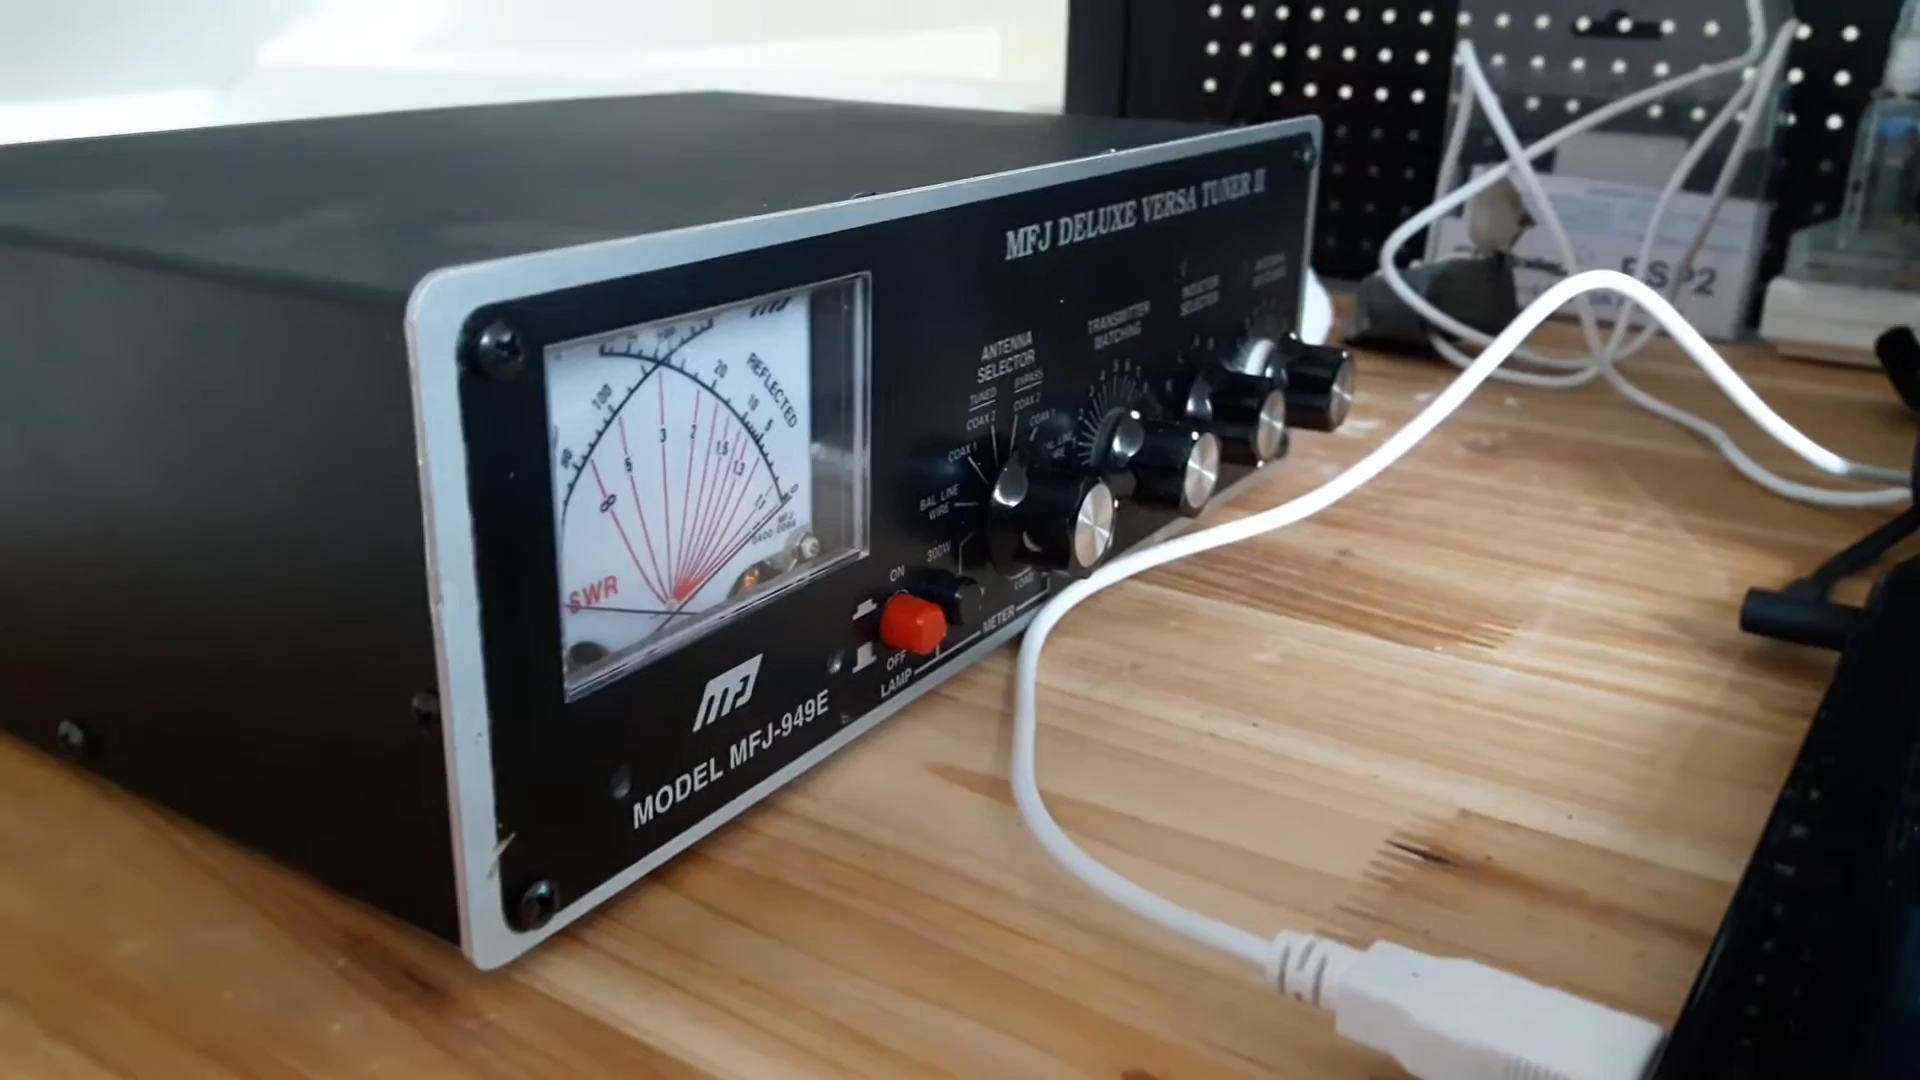 MFJ DELUXE VERSA TUNER II
ANTENNA
SELECTOR
TUNED
BYPASS
COAX 2
COAX 2
COAX 1
COAX 1
BAL. LINE
WIRE
300W
TRANSMITTER
MATCHING
INDUCTOR
SELECTOR
REFLECTED
100
20
10
5
80
3
2
5
1.5
1.3
∞
SWR
MFJ
ON
OFF
LAMP
METER
MFJ
MODEL MFJ-949E